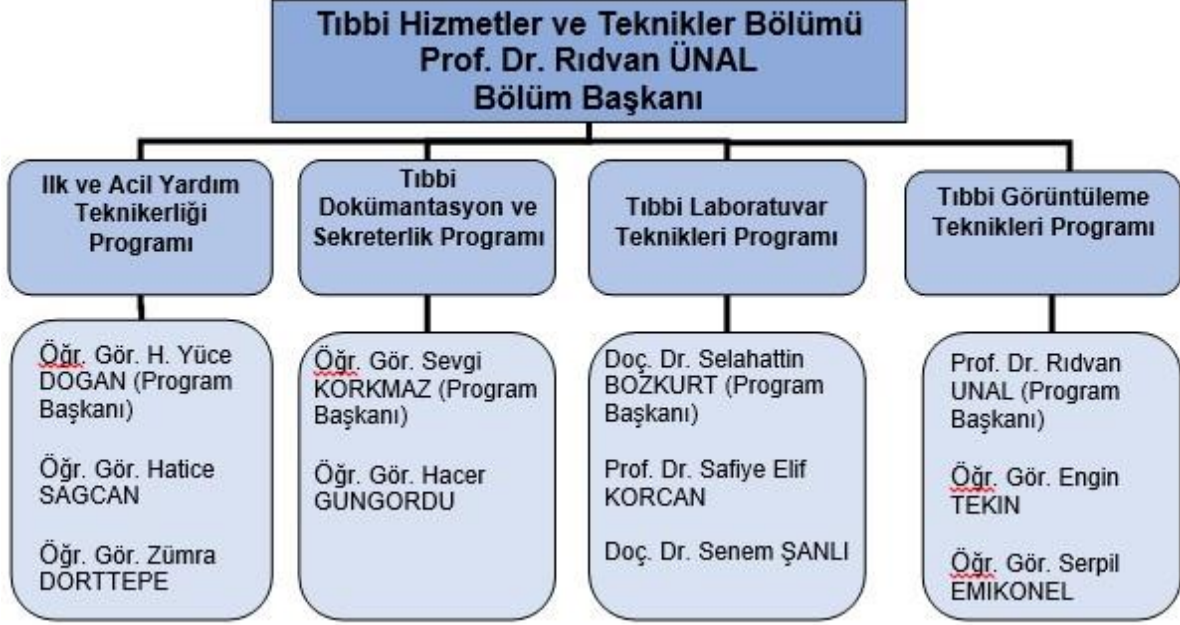 Tıbbi Hizmetler ve Teknikler Bölümü
Prof. Dr. Rıdvan ÜNAL
Bölüm Başkanı
Ilk ve Acil Yardım
Teknikerliği
Programı
Tıbbi
Dokümantasyon ve
Sekreterlik Programı
Tıbbi Laboratuvar
Teknikleri Programı
Tıbbi Görüntüleme
Teknikleri Programı
Öğr. Gör. H. Yüce
DOGAN (Program
Başkanı)
Öğr. Gör. Hatice
SAGCAN
Öğr. Gör. Zümra
DORTTEPE
Öğr. Gör. Sevgi
KORKMAZ (Program
Başkanı)
Öğr. Gör. Hacer
GUNGORDU
Doç. Dr. Selahattin
BOZKURT (Program
Başkanı)
Prof. Dr. Safiye Elif
KORCAN
Doç. Dr. Senem ŞANLI
Prof. Dr. Rıdvan
UNAL (Program
Başkanı)
Öğr. Gör. Engin
TEKIN
Öğr. Gör. Serpil
EMIKONEL